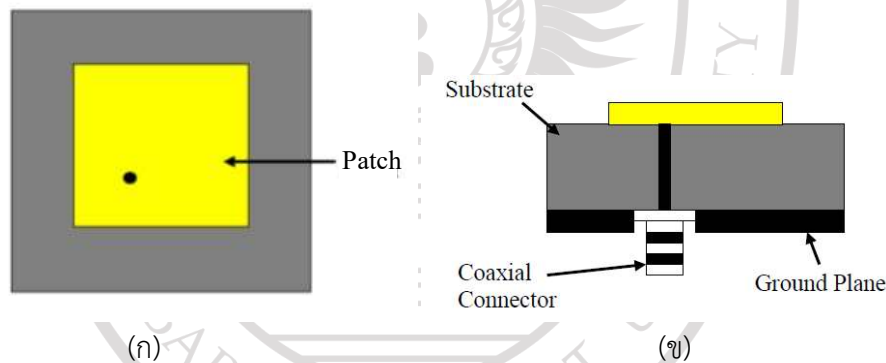 Patch
Substrate
Coaxial
Connector
Ground Plane
(ก)
(ข)